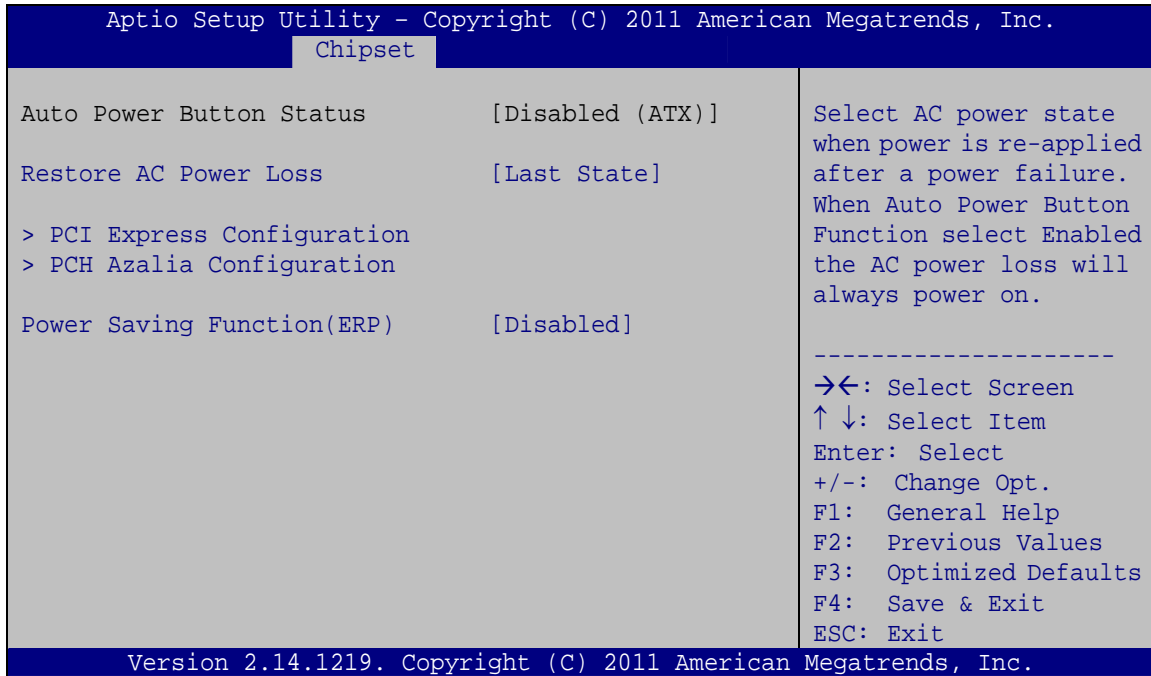 Aptio Setup Utility – Copyright (C) 2011 American Megatrends, Inc.
Chipset
Auto Power Button Status [Disabled (ATX)]
Restore AC Power Loss [Last State]
> PCI Express Configuration
> PCH Azalia Configuration
Power Saving Function(ERP) [Disabled]
Select AC power state
when power is re-applied
after a power failure.
When Auto Power Button
Function select Enabled
the AC power loss will
always power on.
---------------------
→←: Select Screen
↑ ↓: Select Item
Enter: Select
+/-: Change Opt.
F1: General Help
F2: Previous Values
F3: Optimized Defaults
F4: Save & Exit
ESC: Exit
Version 2.14.1219. Copyright (C) 2011 American Megatrends, Inc.